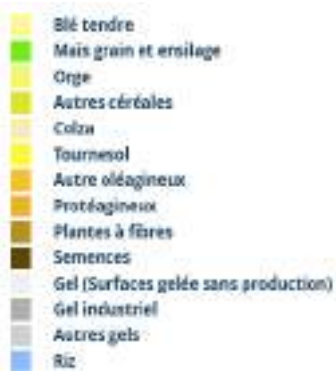 Blé tendre
Maïs grain et ensilage
Orge
Autres céréales
Colza
Tournesol
Autre oléagineux
Protéagineux
Plantes à fibres
Semences
Gel (Surfaces gelée sans production)
Gel industriel
Autres gels
Riz